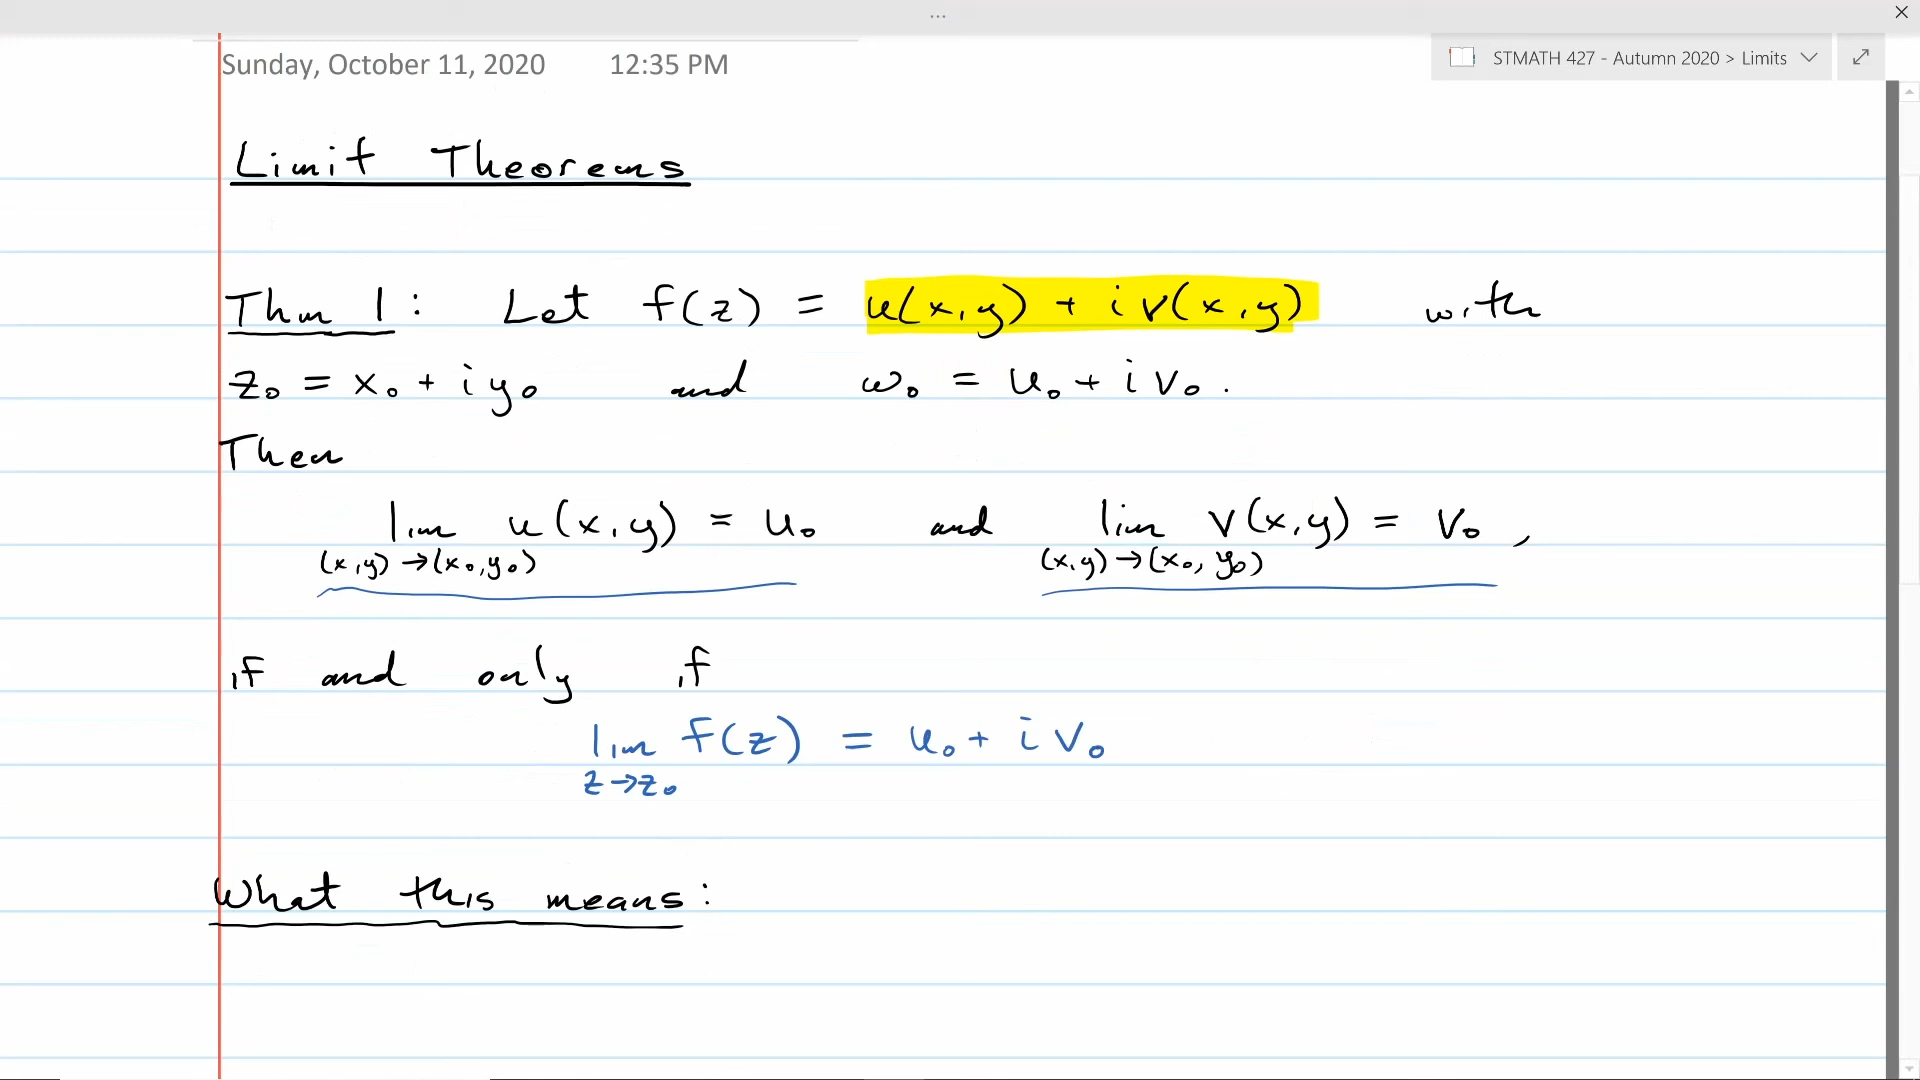 ...
Sunday, October 11, 2020 12:35 PM
STMATH 427 - Autumn 2020 > Limits
Limit Theorems
Thm 1: Let f(z) = u(x,y) + i v(x,y) with
z₀ = x₀ + i y₀ and w₀ = u₀ + i v₀.
Then
lim u(x,y) = u₀ and lim v(x,y) = v₀,
(x,y)→(x₀,y₀) (x,y)→(x₀,y₀)
if and only if
lim f(z) = u₀ + i v₀
z→z₀
What this means: